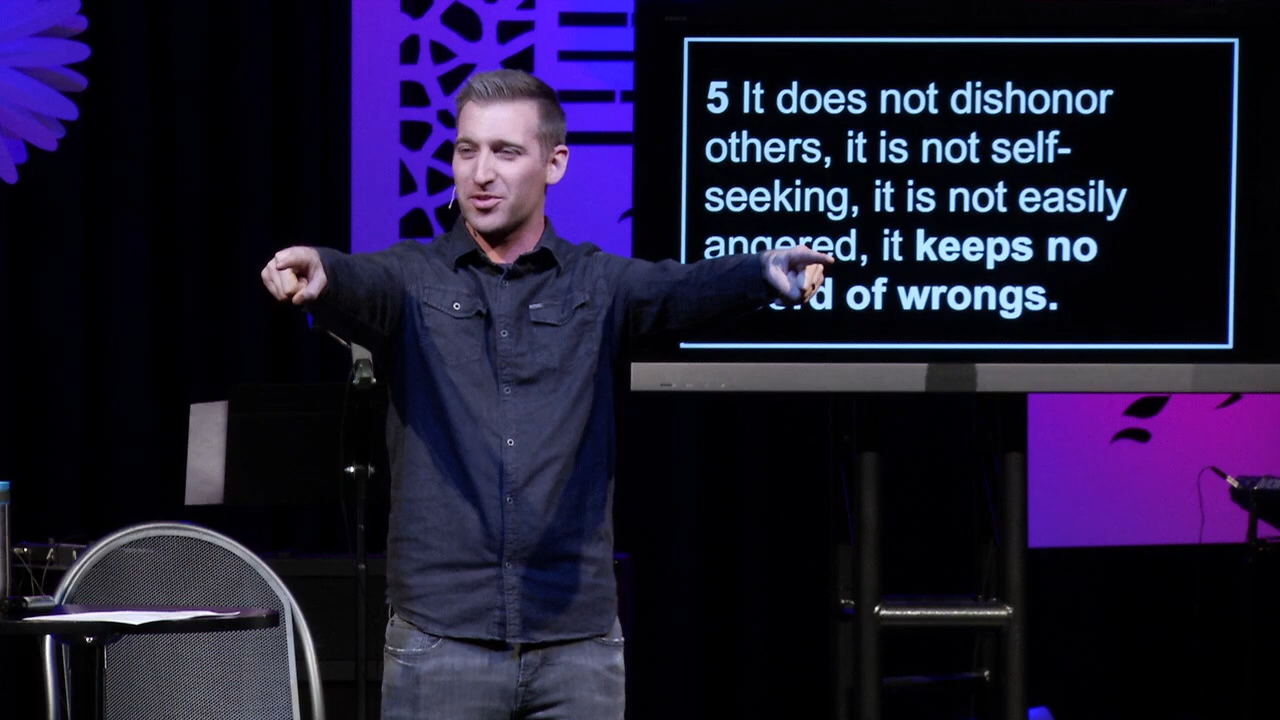 5 It does not dishonor
others, it is not self-
seeking, it is not easily
angered, it keeps no
of wrongs.